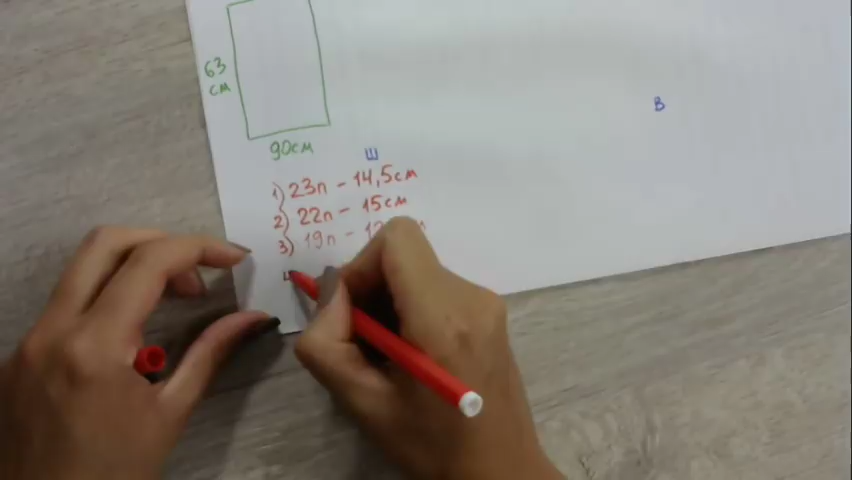 63
см
90см
Ш
В
1) 23п - 14,5см
2) 22п - 15см
3) 19п -